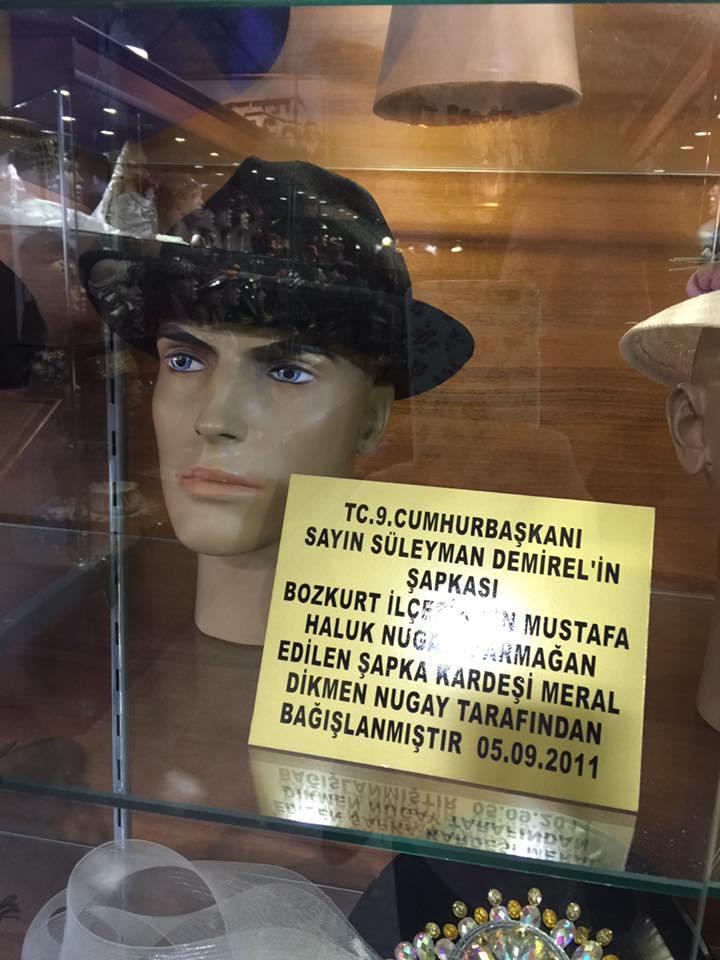 TC.9.CUMHURBAŞKANI
SAYIN SÜLEYMAN DEMİREL'İN
ŞAPKASI
BOZKURT MUSTAFA
HALUK ARMAĞAN
EDİLEN ŞAPKA KARDEŞİ MERAL
DİKMEN NUGAY TARAFINDAN
BAĞIŞLANMIŞTIR 05.09.2011